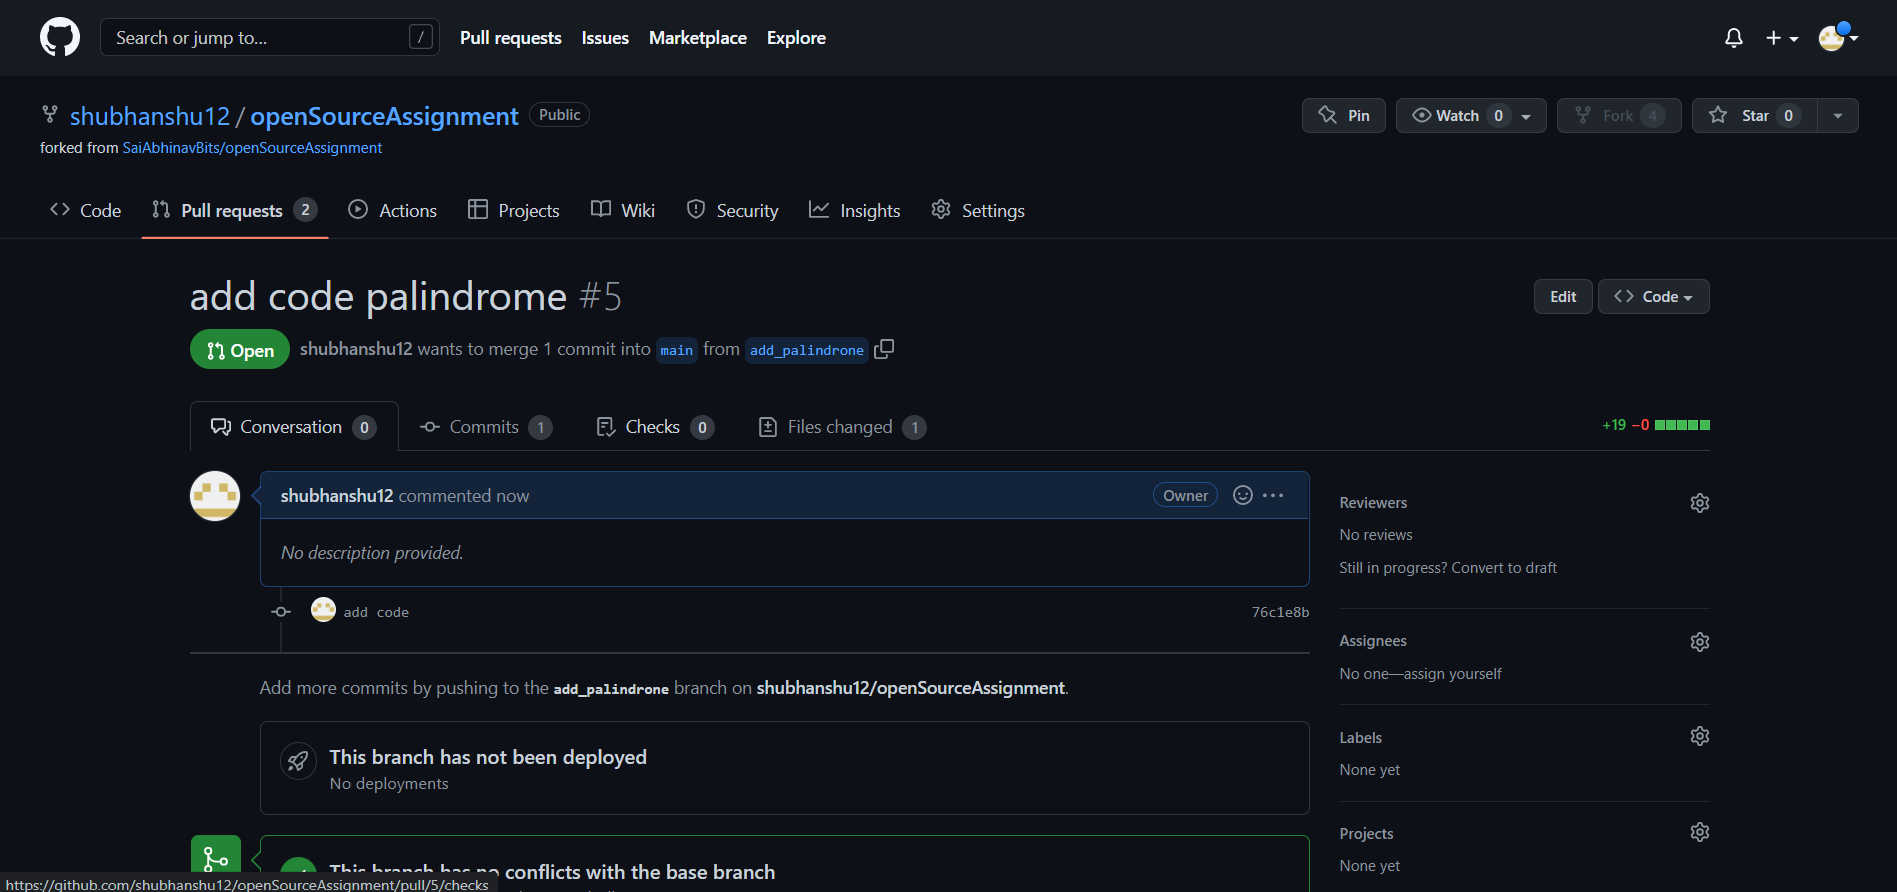 Search or jump to... /
Pull requests Issues Marketplace Explore
shubhanshu12 / openSourceAssignment Public
Pin Watch 0 Fork 4 Star 0
forked from SaiAbhinavBits/openSourceAssignment
Code Pull requests 2 Actions Projects Wiki Security Insights Settings
add code palindrome #5
Edit Code
Open shubhanshu12 wants to merge 1 commit into main from add_palindrone
Conversation 0 Commits 1 Checks 0 Files changed 1
+19 −0
shubhanshu12 commented now Owner
No description provided.
add code 76c1e8b
Add more commits by pushing to the add_palindrone branch on shubhanshu12/openSourceAssignment.
This branch has not been deployed
No deployments
This branch has no conflicts with the base branch
Reviewers
No reviews
Still in progress? Convert to draft
Assignees
No one—assign yourself
Labels
None yet
Projects
None yet
https://github.com/shubhanshu12/openSourceAssignment/pull/5/checks